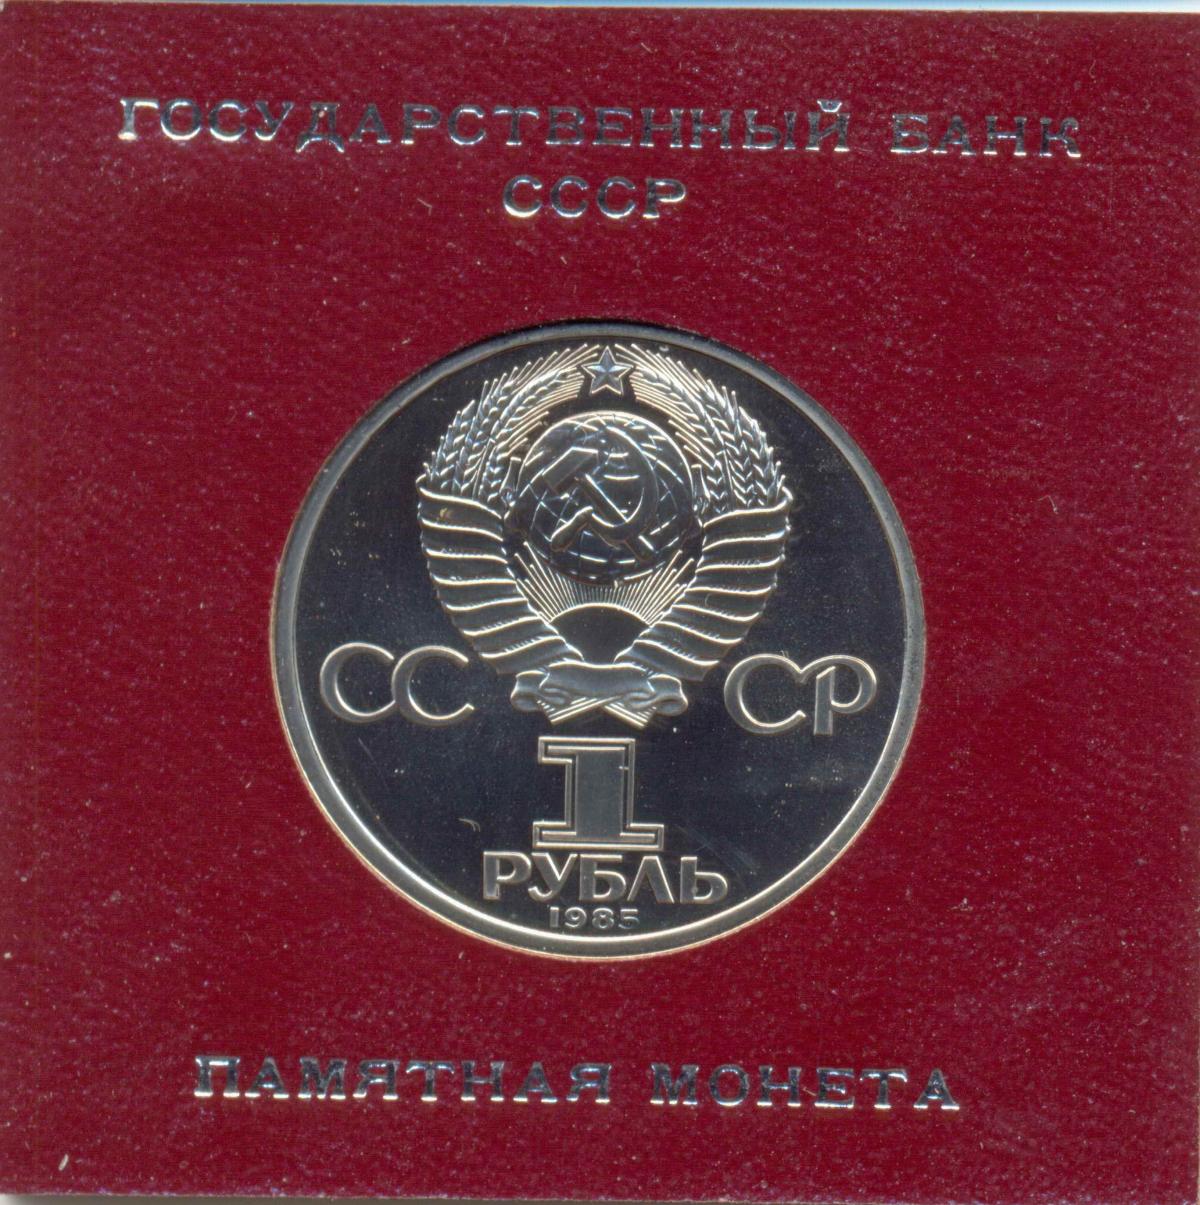 ГОСУДАРСТВЕННЫЙ БАНК
СССР
СС СР
1
РУБЛЬ
1985
ПАМЯТНАЯ МОНЕТА